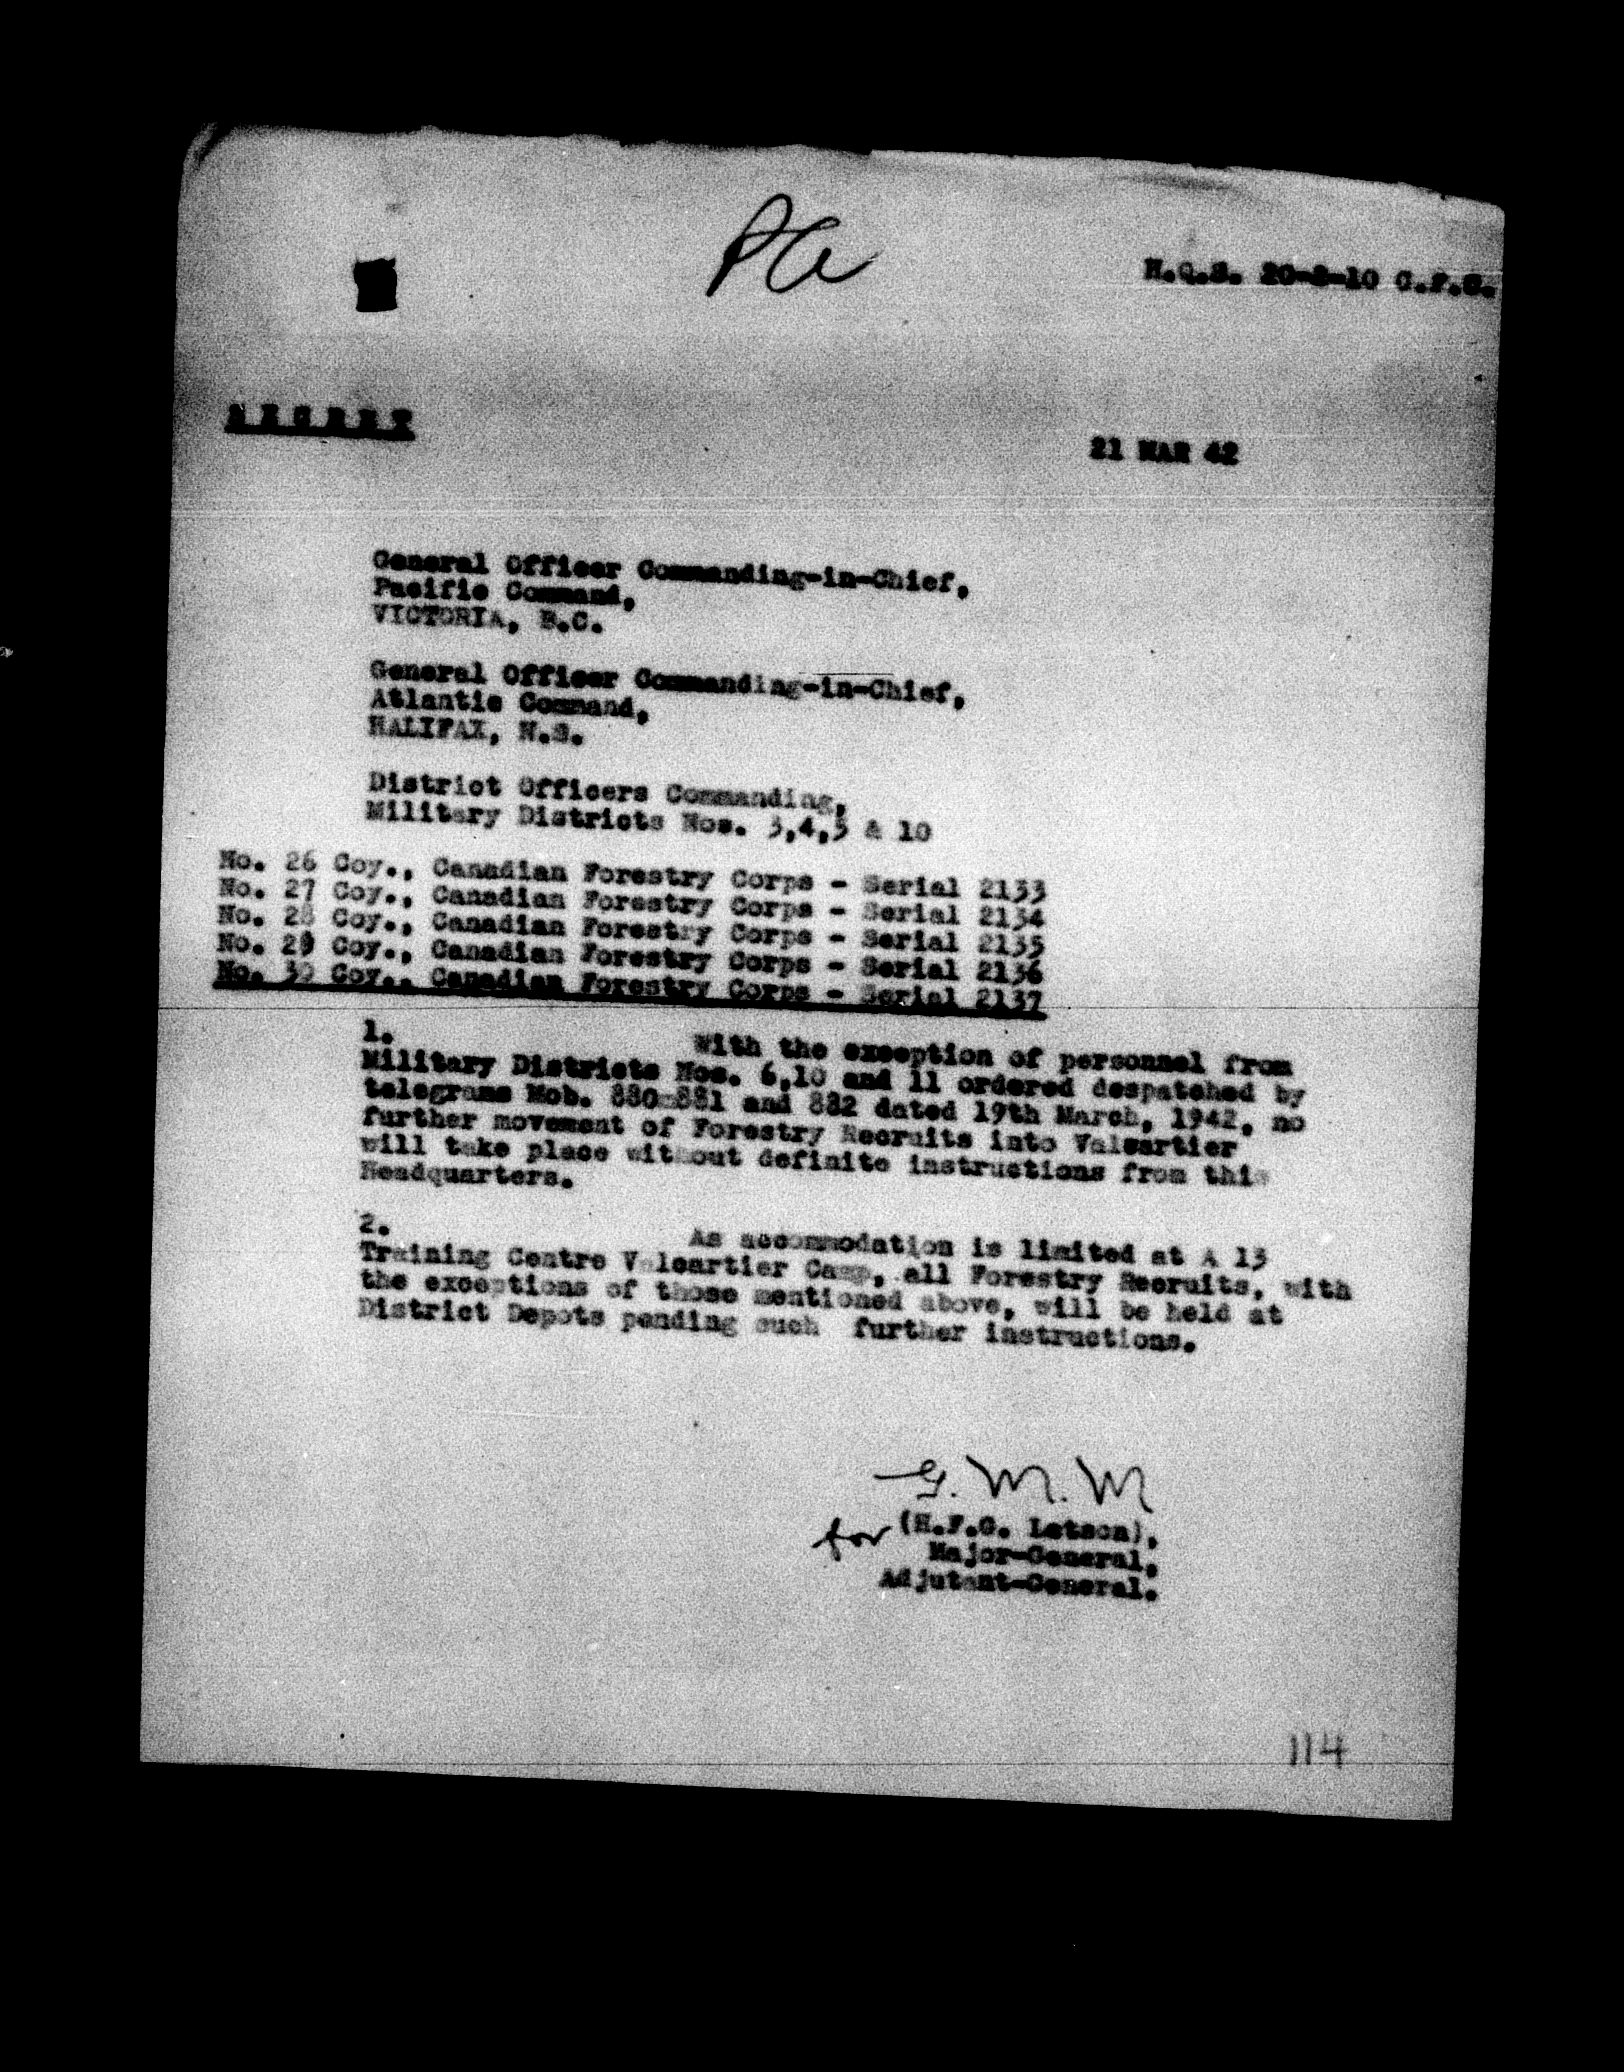 PA
H.Q.S. 20-2-10 C.F.C.
S E C R E T
21 MAR 42
General Officer Commanding-in-Chief,
Pacific Command,
VICTORIA, B.C.
General Officer Commanding-in-Chief,
Atlantic Command,
HALIFAX, N.S.
District Officers Commanding,
Military Districts Nos. 3,4,5 & 10
No. 26 Coy., Canadian Forestry Corps - Serial 2133
No. 27 Coy., Canadian Forestry Corps - Serial 2134
No. 28 Coy., Canadian Forestry Corps - Serial 2135
No. 29 Coy., Canadian Forestry Corps - Serial 2136
No. 30 Coy., Canadian Forestry Corps - Serial 2137
1. With the exception of personnel from
Military Districts Nos. 6,10 and 11 ordered despatched by
telegrams Mob. 880-881 and 882 dated 19th March, 1942, no
further movement of Forestry Recruits into Valcartier
will take place without definite instructions from this
Headquarters.
2. As accommodation is limited at A 13
Training Centre Valcartier Camp, all Forestry Recruits, with
the exceptions of those mentioned above, will be held at
District Depots pending such further instructions.
G. M. M
for (H.F.G. Letson),
Major-General,
Adjutant-General.
114